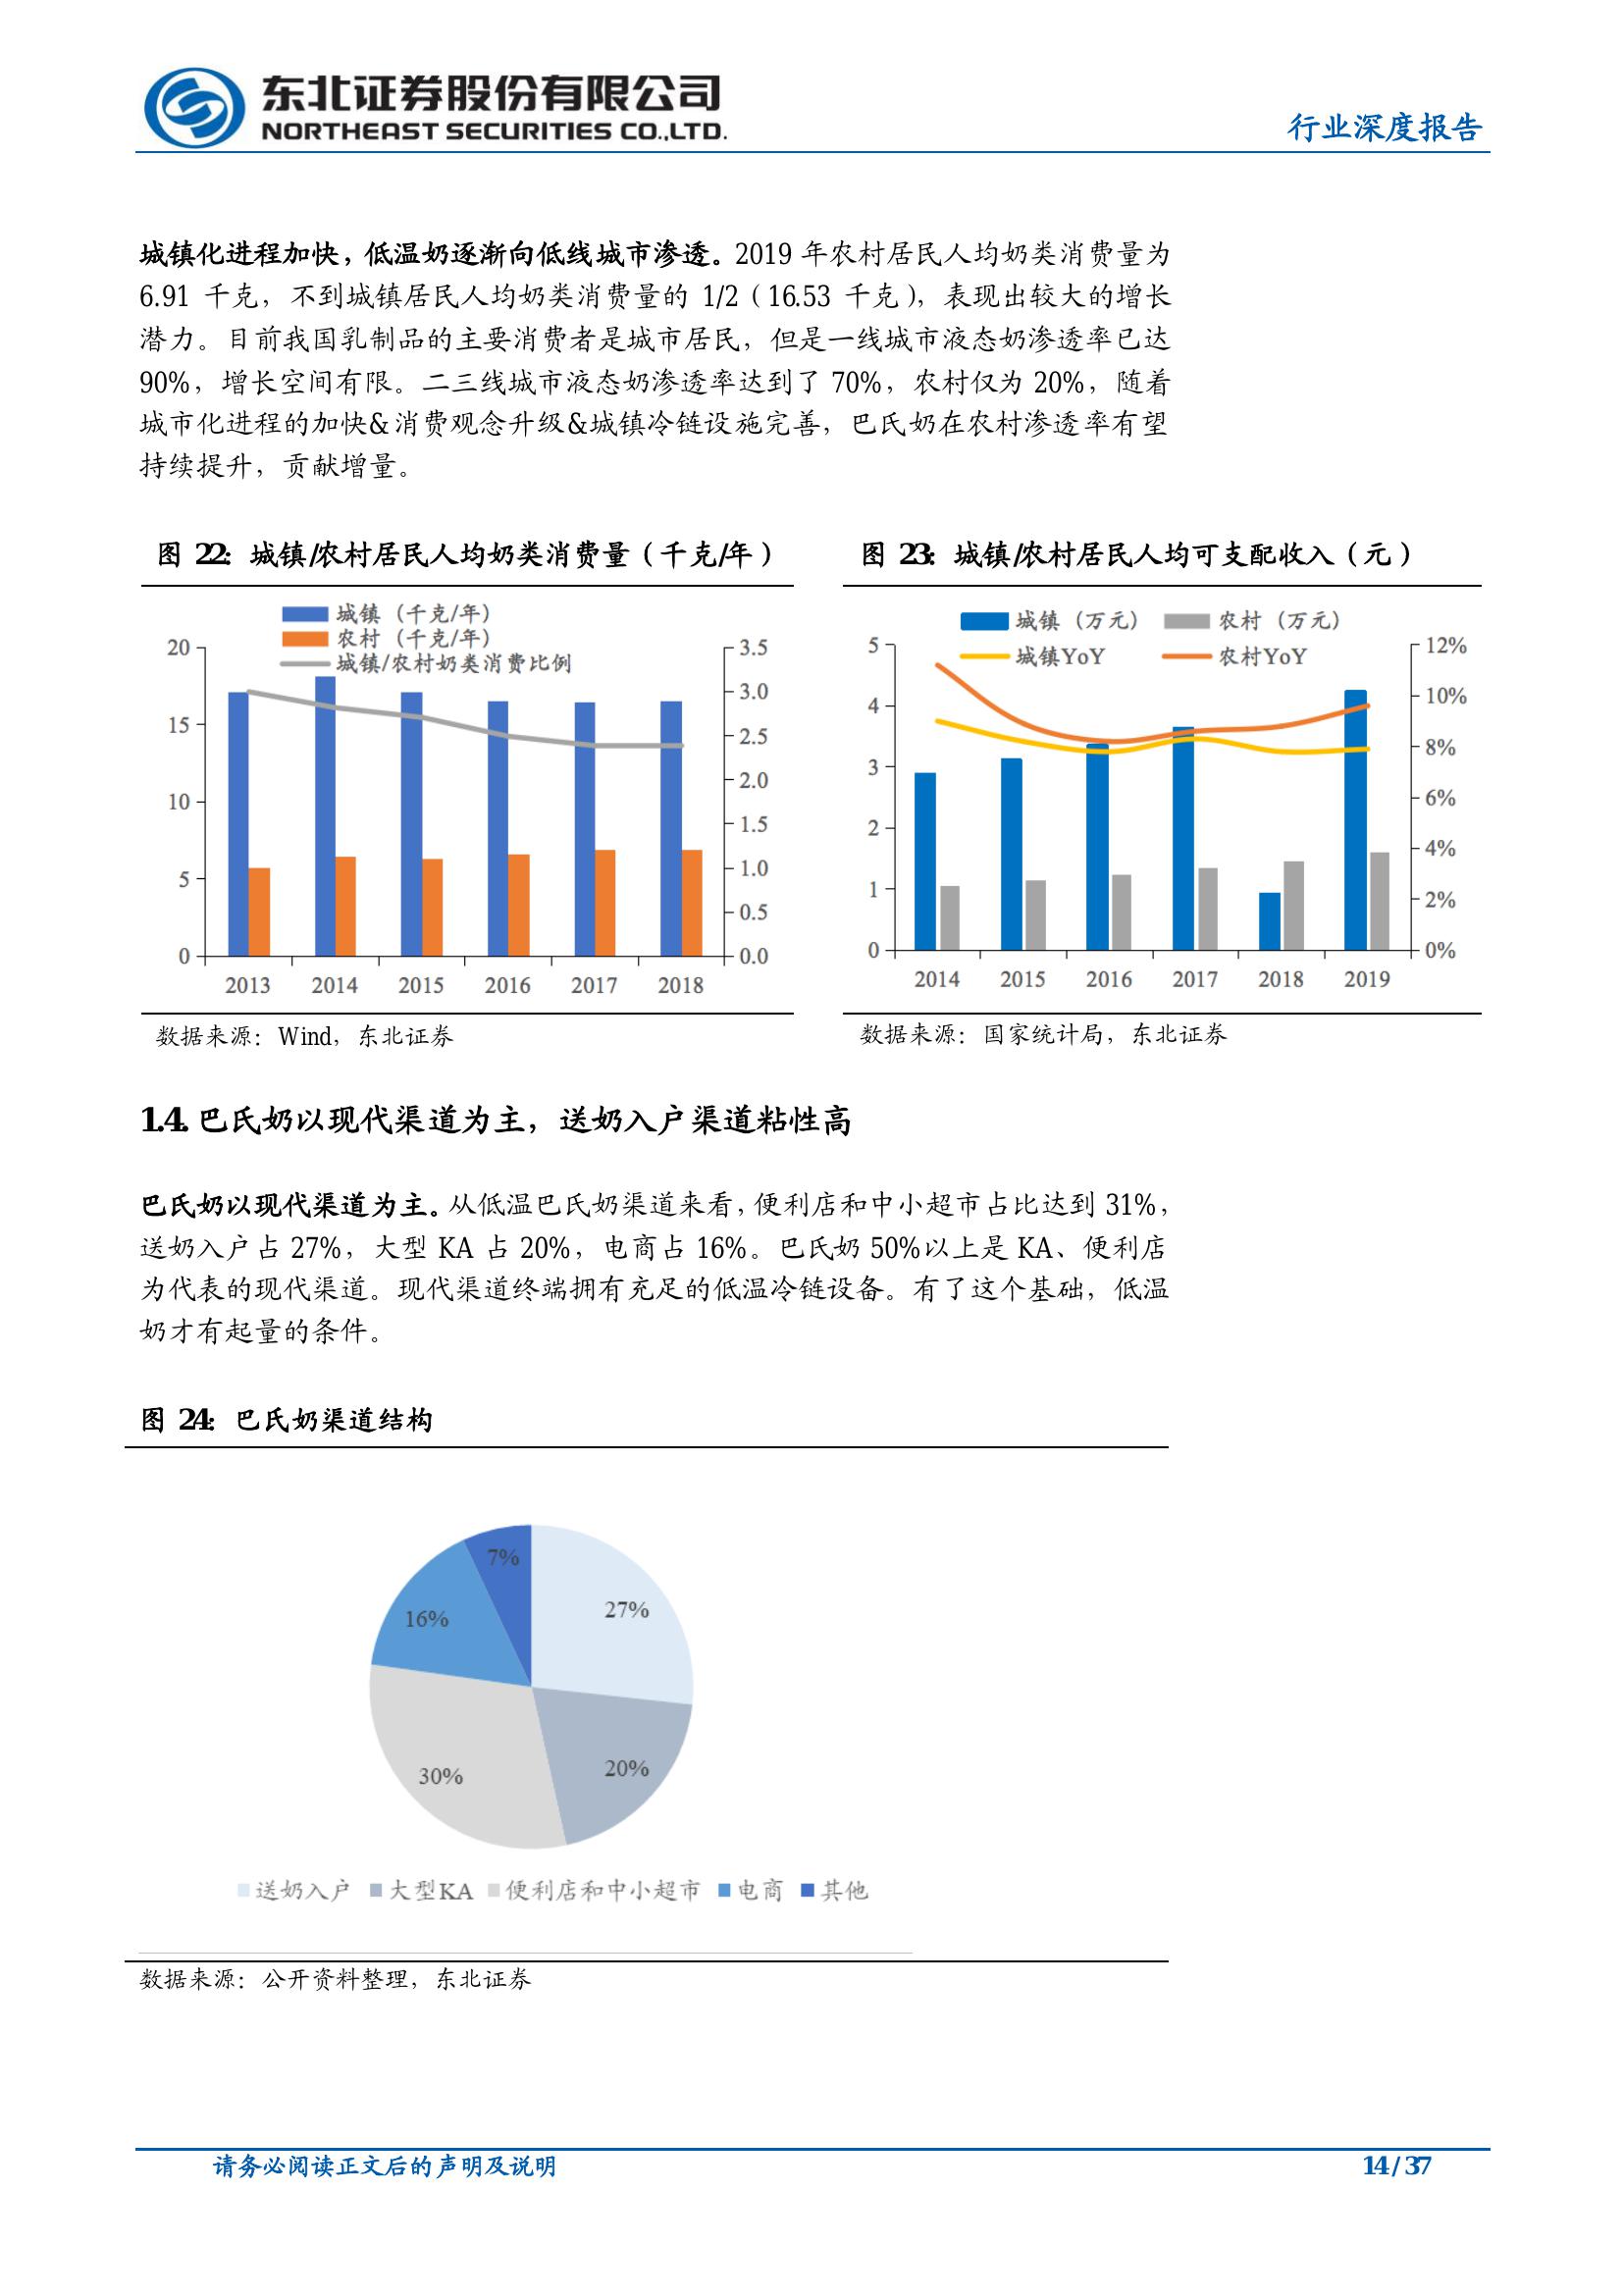 东北证券股份有限公司
NORTHEAST SECURITIES CO.,LTD.
行业深度报告
城镇化进程加快，低温奶逐渐向低线城市渗透。2019 年农村居民人均奶类消费量为
6.91 千克，不到城镇居民人均奶类消费量的 1/2（16.53 千克），表现出较大的增长
潜力。目前我国乳制品的主要消费者是城市居民，但是一线城市液态奶渗透率已达
90%，增长空间有限。二三线城市液态奶渗透率达到了 70%，农村仅为 20%，随着
城市化进程的加快&消费观念升级&城镇冷链设施完善，巴氏奶在农村渗透率有望
持续提升，贡献增量。
图 22：城镇/农村居民人均奶类消费量（千克/年）
城镇（千克/年）
农村（千克/年）
城镇/农村奶类消费比例
20
15
10
5
0
3.5
3.0
2.5
2.0
1.5
1.0
0.5
0.0
2013 2014 2015 2016 2017 2018
数据来源：Wind，东北证券
图 23：城镇/农村居民人均可支配收入（元）
城镇（万元） 农村（万元）
城镇YoY 农村YoY
5
4
3
2
1
0
12%
10%
8%
6%
4%
2%
0%
2014 2015 2016 2017 2018 2019
数据来源：国家统计局，东北证券
1.4. 巴氏奶以现代渠道为主，送奶入户渠道粘性高
巴氏奶以现代渠道为主。从低温巴氏奶渠道来看，便利店和中小超市占比达到 31%，
送奶入户占 27%，大型 KA 占 20%，电商占 16%。巴氏奶 50%以上是 KA、便利店
为代表的现代渠道。现代渠道终端拥有充足的低温冷链设备。有了这个基础，低温
奶才有起量的条件。
图 24：巴氏奶渠道结构
7%
27%
16%
20%
30%
送奶入户 大型KA 便利店和中小超市 电商 其他
数据来源：公开资料整理，东北证券
请务必阅读正文后的声明及说明
14 / 37